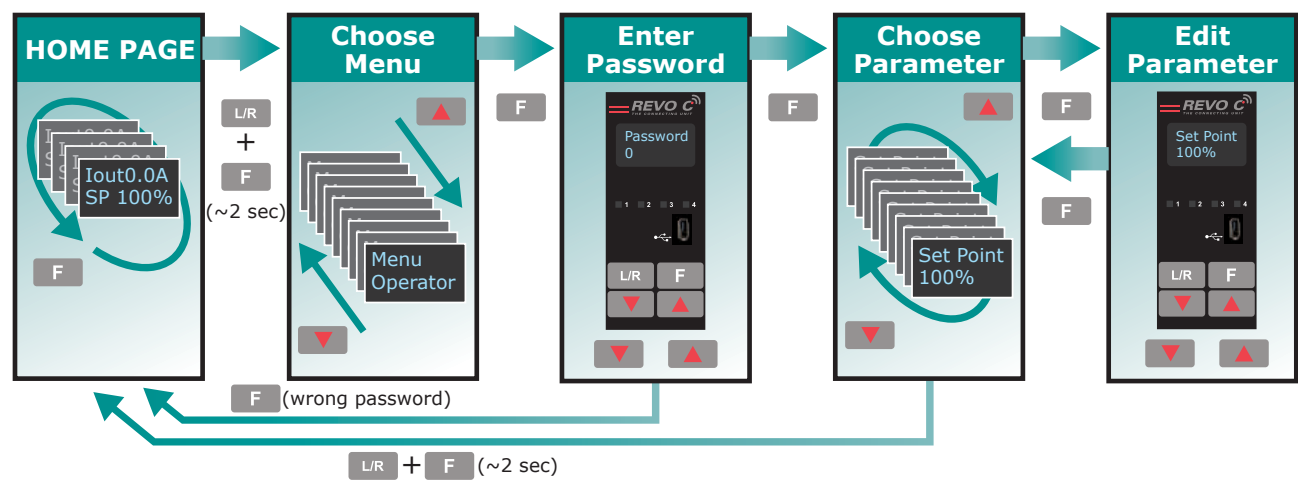 HOME PAGE
Choose
Menu
Enter
Password
Choose
Parameter
Edit
Parameter
L/R
+
F
(~2 sec)
F
F
F
F
Iout0.0A
SP 100%
F
Menu
Operator
REVO C
THE CONNECTING UNIT
Password
0
1 2 3 4
L/R F
Set Point
100%
REVO C
THE CONNECTING UNIT
Set Point
100%
1 2 3 4
L/R F
F (wrong password)
L/R + F (~2 sec)